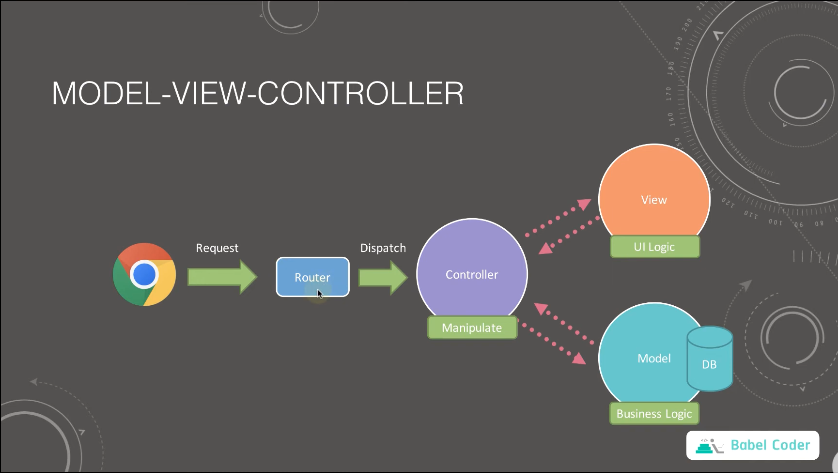 MODEL-VIEW-CONTROLLER
Request
Router
Dispatch
Controller
Manipulate
View
UI Logic
Model
DB
Business Logic
Babel Coder